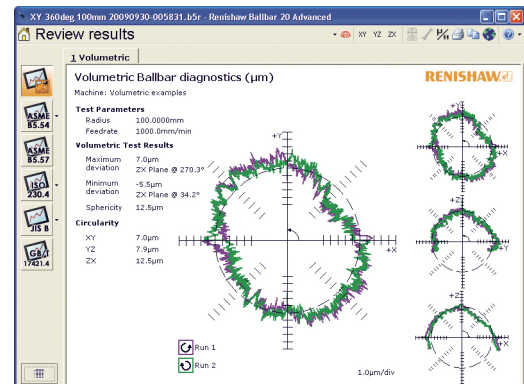 XY 360deg 100mm 20090930-005831.b5r - Renishaw Ballbar 20 Advanced
Review results
XY YZ ZX
1 Volumetric
Volumetric Ballbar diagnostics (µm)
RENISHAW
Machine: Volumetric examples
Test Parameters
Radius 100.0000mm
Feedrate 1000.0mm/min
Volumetric Test Results
Maximum deviation 7.0µm
ZX Plane @ 270.3°
Minimum deviation -5.5µm
ZX Plane @ 34.2°
Sphericity 12.5µm
Circularity
XY 7.0µm
YZ 7.9µm
ZX 12.5µm
ASME B5.54
ASME B5.57
ISO 230.4
JIS B
GB/T 17421.4
+Y
+X
+Y
+X
+Z
+Y
+Z
+X
Run 1
Run 2
1.0µm/div